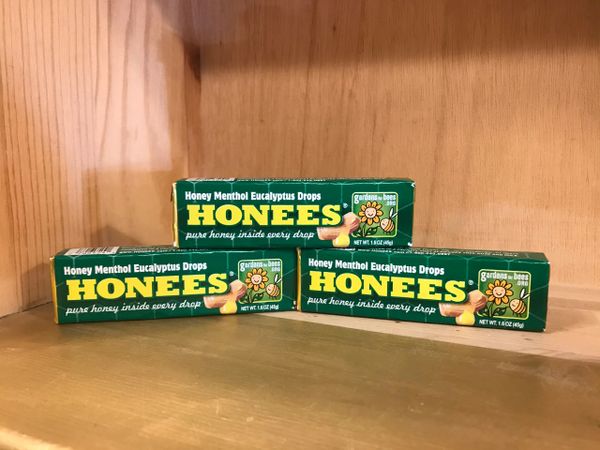 Honey Menthol Eucalyptus Drops
HONEES®
pure honey inside every drop
gardens for bees
.ORG
NET WT. 1.6 OZ (45g)
Honey Menthol Eucalyptus Drops
HONEES®
pure honey inside every drop
gardens for bees
.ORG
NET WT. 1.6 OZ (45g)
Honey Menthol Eucalyptus Drops
HONEES®
pure honey inside every drop
gardens for bees
.ORG
NET WT. 1.6 OZ (45g)